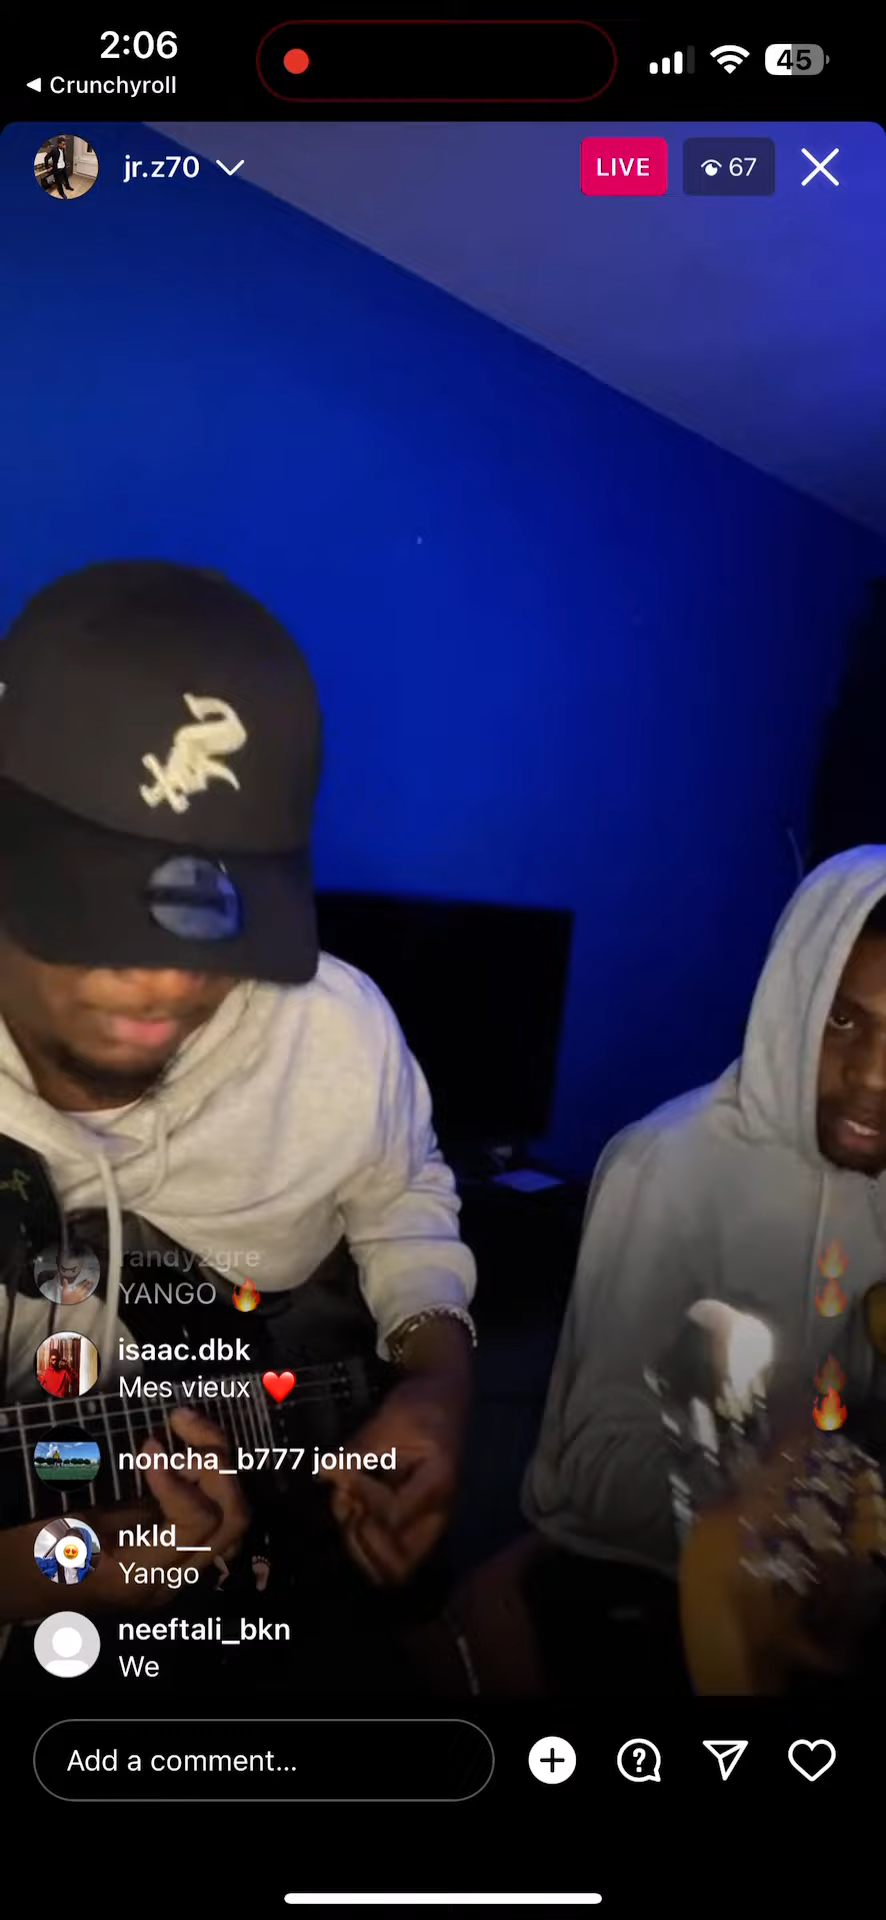 2:06
Crunchyroll
45
jr.z70
LIVE
67
randy2gre
YANGO 🔥
isaac.dbk
Mes vieux ❤️
noncha_b777 joined
nkld__
Yango
neeftali_bkn
We
Add a comment...